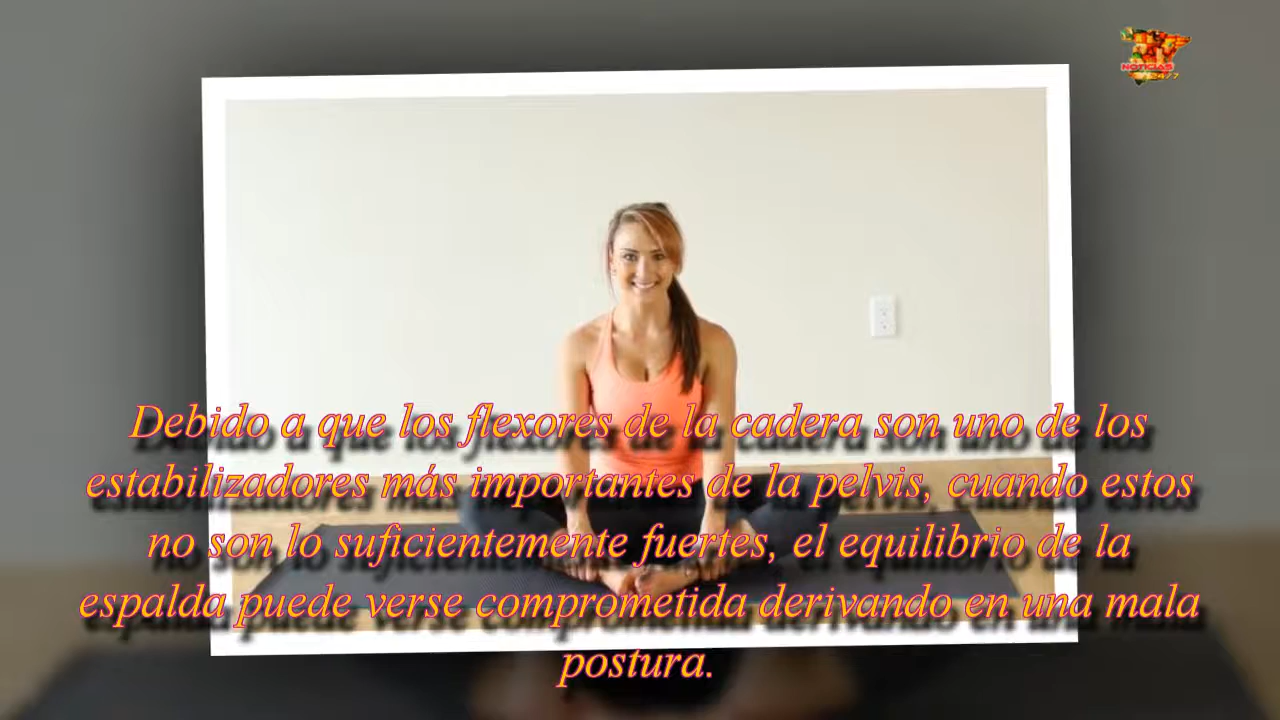 NOTICIAS
Debido a que los flexores de la cadera son uno de los
estabilizadores más importantes de la pelvis, cuando estos
no son lo suficientemente fuertes, el equilibrio de la
espalda puede verse comprometida derivando en una mala
postura.